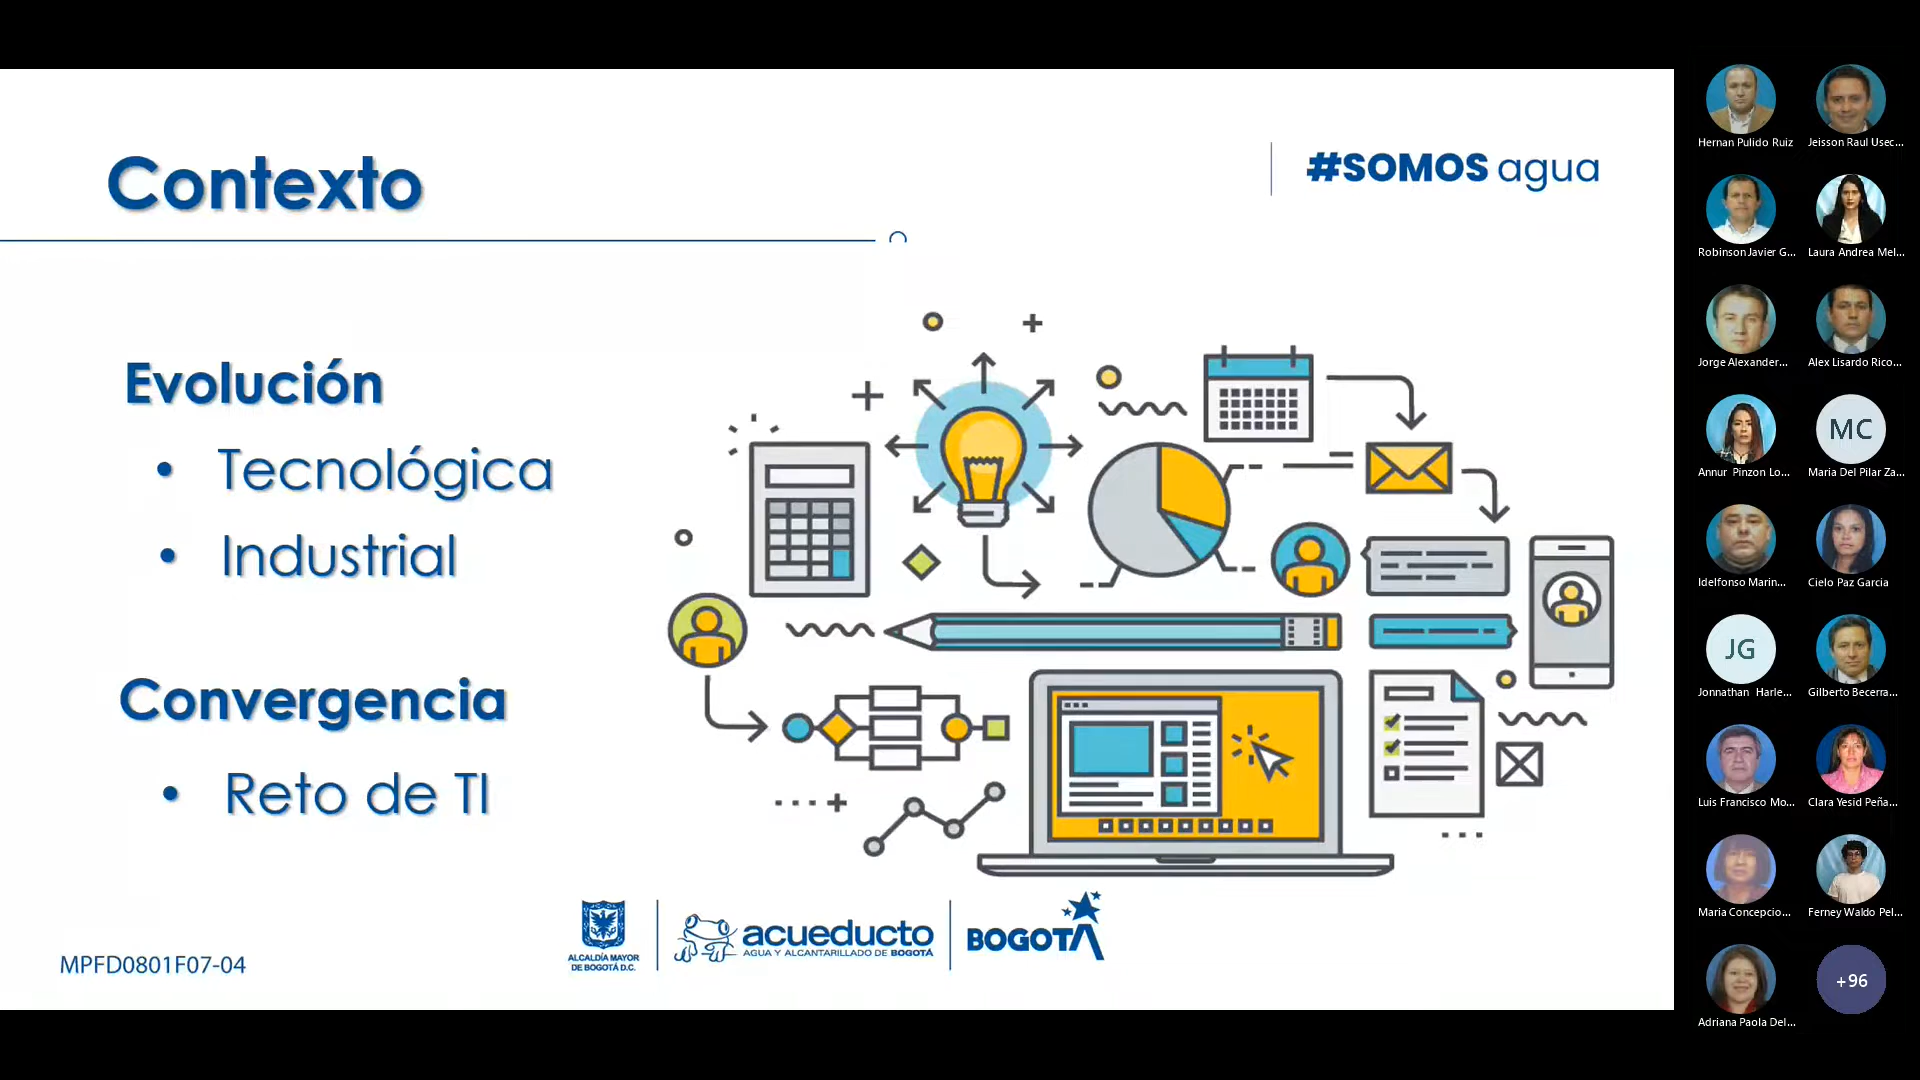 Contexto
#SOMOS agua
Evolución
• Tecnológica
• Industrial
Convergencia
• Reto de TI
MPFD0801F07-04
ALCALDÍA MAYOR
DE BOGOTÁ D.C.
acueducto
AGUA Y ALCANTARILLADO DE BOGOTÁ
BOGOTÁ
Hernan Pulido Ruiz
Jeisson Raul Usec...
Robinson Javier G...
Laura Andrea Mel...
Jorge Alexander...
Alex Lisardo Rico...
Annur Pinzon Lo...
MC
Maria Del Pilar Za...
Idelfonso Marin...
Cielo Paz Garcia
JG
Jonnathan Harle...
Gilberto Becerra...
Luis Francisco Mo...
Clara Yesid Peña...
Maria Concepcio...
Ferney Waldo Pel...
Adriana Paola Del...
+96